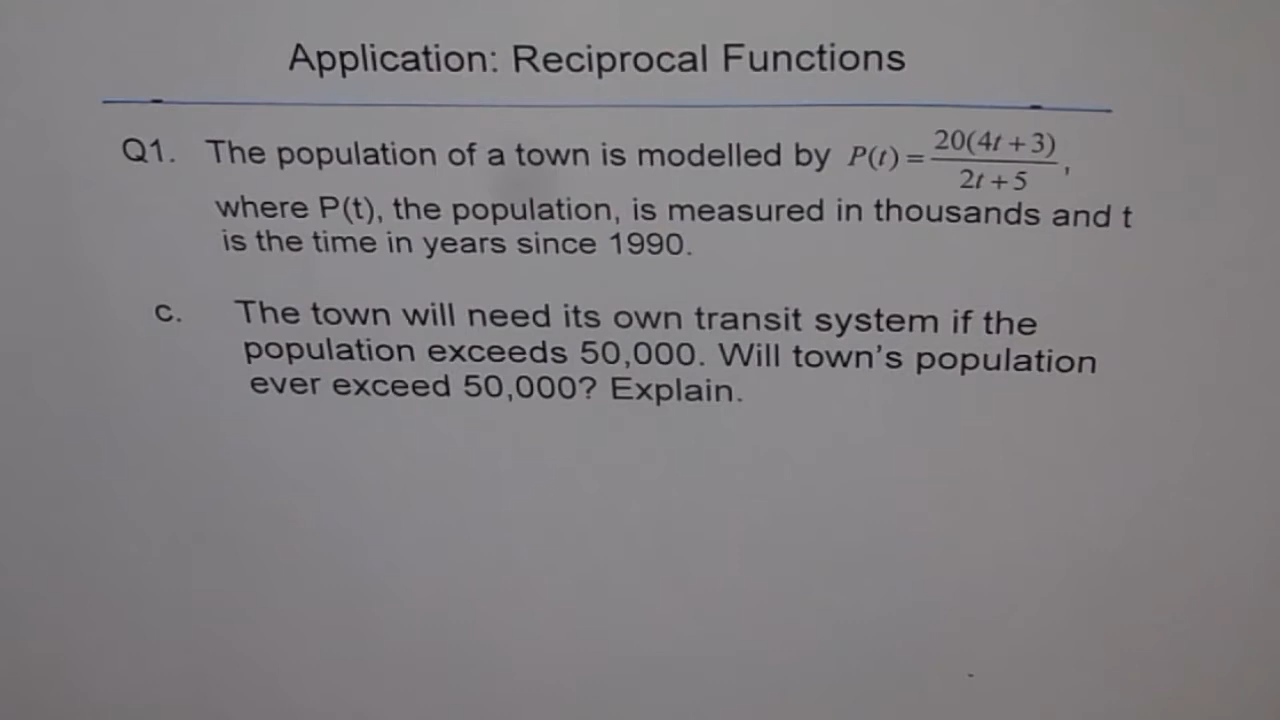 Application: Reciprocal Functions
Q1. The population of a town is modelled by P(t) = 20(4t + 3) / 2t + 5 ,
where P(t), the population, is measured in thousands and t
is the time in years since 1990.
c. The town will need its own transit system if the
population exceeds 50,000. Will town's population
ever exceed 50,000? Explain.